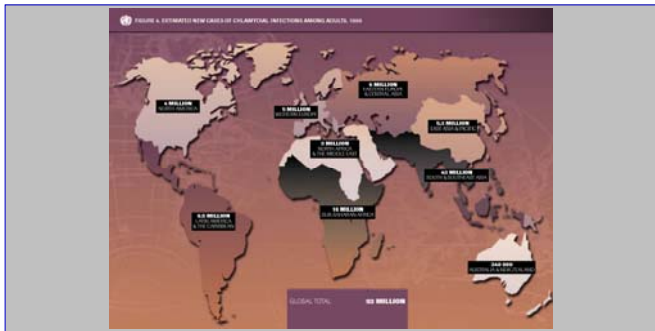 FIGURE 4. ESTIMATED NEW CASES OF CHLAMYDIAL INFECTIONS AMONG ADULTS, 1999
4 MILLION
NORTH AMERICA
5 MILLION
WESTERN EUROPE
6 MILLION
EASTERN EUROPE
& CENTRAL ASIA
EAST ASIA & PACIFIC
3 MILLION
NORTH AFRICA
& THE MIDDLE EAST
43 MILLION
SOUTH & SOUTHEAST ASIA
16 MILLION
SUB-SAHARAN AFRICA
9.5 MILLION
LATIN AMERICA
& THE CARIBBEAN
340 000
AUSTRALIA & NEW ZEALAND
GLOBAL TOTAL 92 MILLION